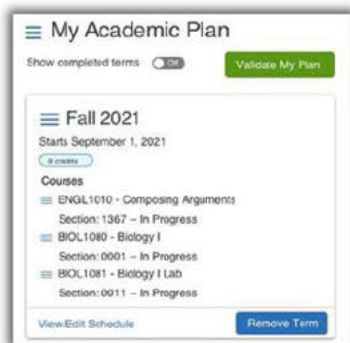 My Academic Plan
Show completed terms Off Validate My Plan
Fall 2021
Starts September 1, 2021
credits
Courses
ENGL1010 - Composing Arguments
Section: 1367 -- In Progress
BIOL1080 - Biology I
Section: 0001 -- In Progress
BIOL1081 - Biology I Lab
Section: 0011 -- In Progress
View/Edit Schedule Remove Term